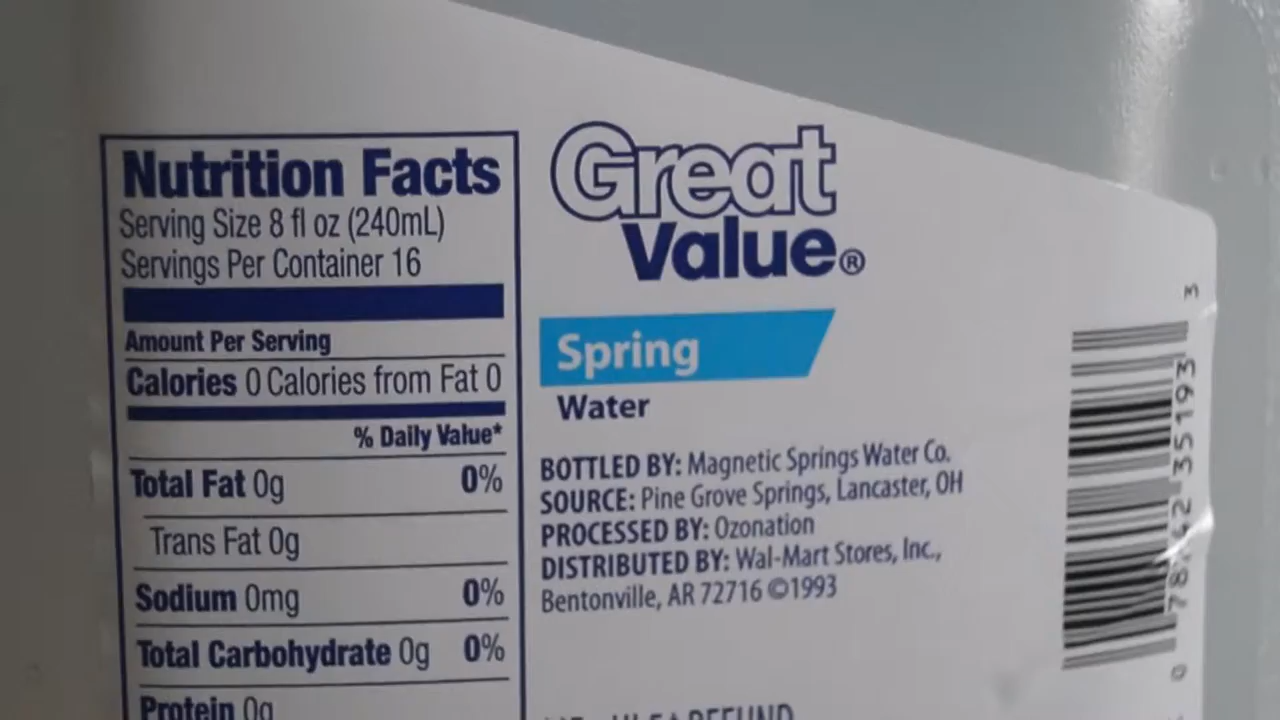 Nutrition Facts
Serving Size 8 fl oz (240mL)
Servings Per Container 16
Amount Per Serving
Calories 0 Calories from Fat 0
% Daily Value*
Total Fat 0g 0%
Trans Fat 0g
Sodium 0mg 0%
Total Carbohydrate 0g 0%
Protein 0g
Great
Value®
Spring
Water
BOTTLED BY: Magnetic Springs Water Co.
SOURCE: Pine Grove Springs, Lancaster, OH
PROCESSED BY: Ozonation
DISTRIBUTED BY: Wal-Mart Stores, Inc.,
Bentonville, AR 72716 ©1993
REFUND
35193 3